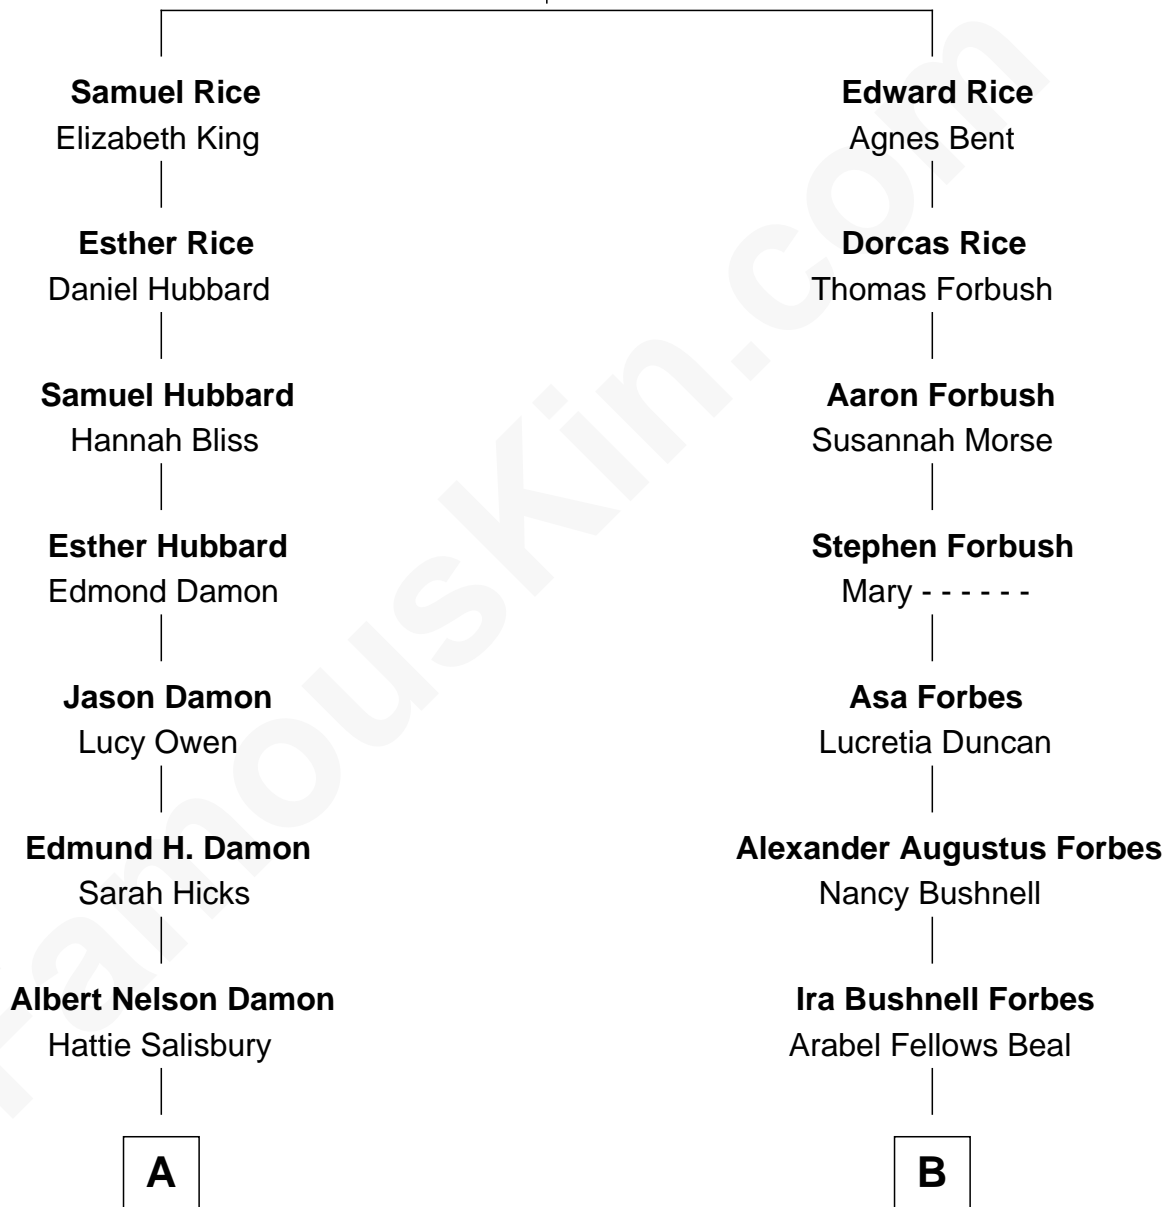 Samuel Rice
Elizabeth King
Esther Rice
Daniel Hubbard
Samuel Hubbard
Hannah Bliss
Esther Hubbard
Edmond Damon
Jason Damon
Lucy Owen
Edmund H. Damon
Sarah Hicks
Albert Nelson Damon
Hattie Salisbury
A
Edward Rice
Agnes Bent
Dorcas Rice
Thomas Forbush
Aaron Forbush
Susannah Morse
Stephen Forbush
Mary - - - - - -
Asa Forbes
Lucretia Duncan
Alexander Augustus Forbes
Nancy Bushnell
Ira Bushnell Forbes
Arabel Fellows Beal
B
FamousKin.com